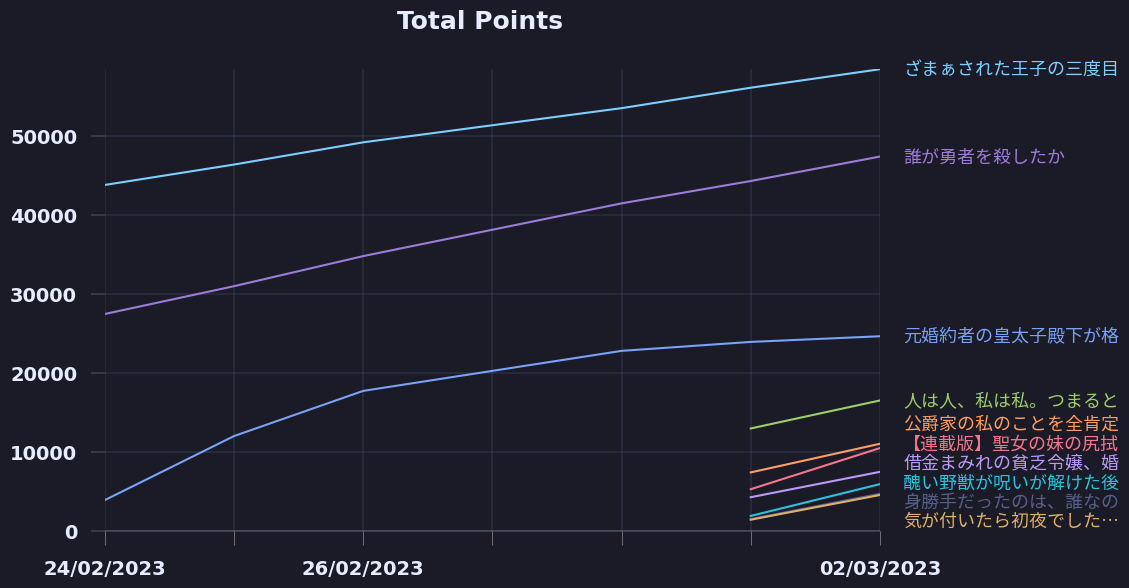 Total Points
ざまぁされた王子の三度目
50000
誰が勇者を殺したか
40000
30000
元婚約者の皇太子殿下が格
20000
人は人、私は私。つまると
公爵家の私のことを全肯定
【連載版】聖女の妹の尻拭
10000
借金まみれの貧乏令嬢、婚
醜い野獣が呪いが解けた後
身勝手だったのは、誰なの
気が付いたら初夜でした…
0
24/02/2023 26/02/2023 02/03/2023